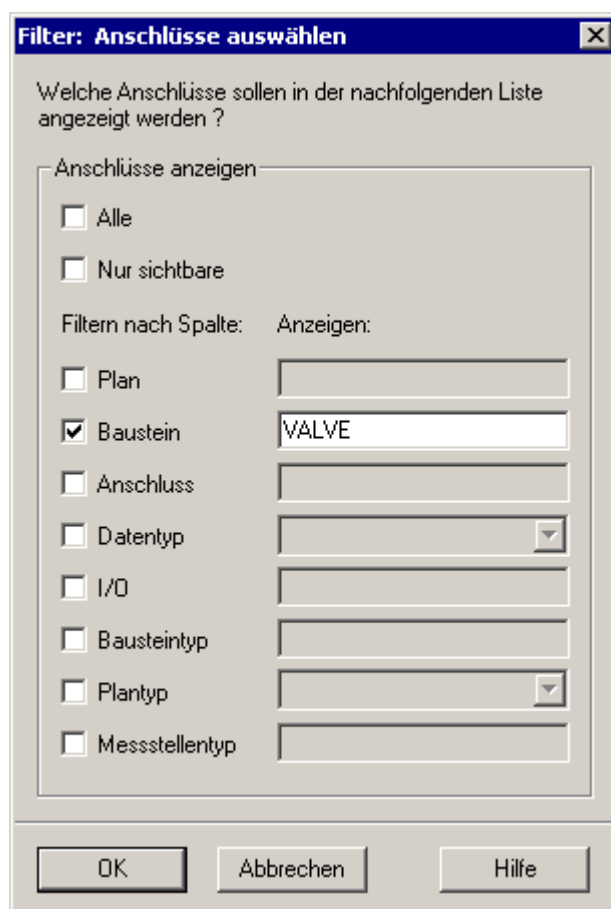 Filter:  Anschlüsse auswählen
Welche Anschlüsse sollen in der nachfolgenden Liste
angezeigt werden ?
Anschlüsse anzeigen
Alle
Nur sichtbare
Filtern nach Spalte: Anzeigen:
Plan
Baustein VALVE
Anschluss
Datentyp
I/O
Bausteintyp
Plantyp
Messstellentyp
OK Abbrechen Hilfe